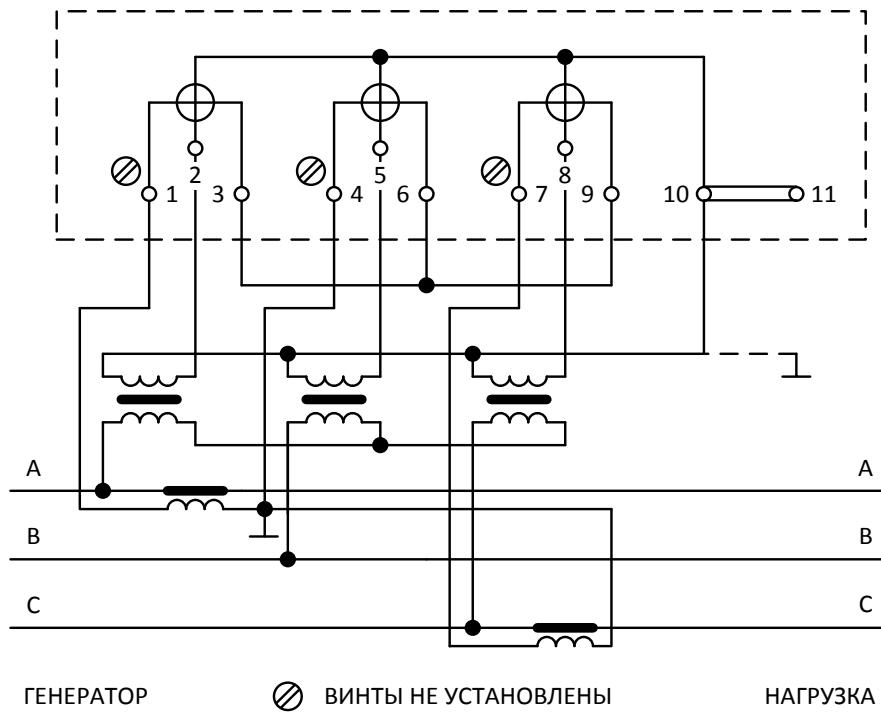 2 5 8
1 3 4 6 7 9 10 11
A A
B B
C C
ГЕНЕРАТОР ВИНТЫ НЕ УСТАНОВЛЕНЫ НАГРУЗКА